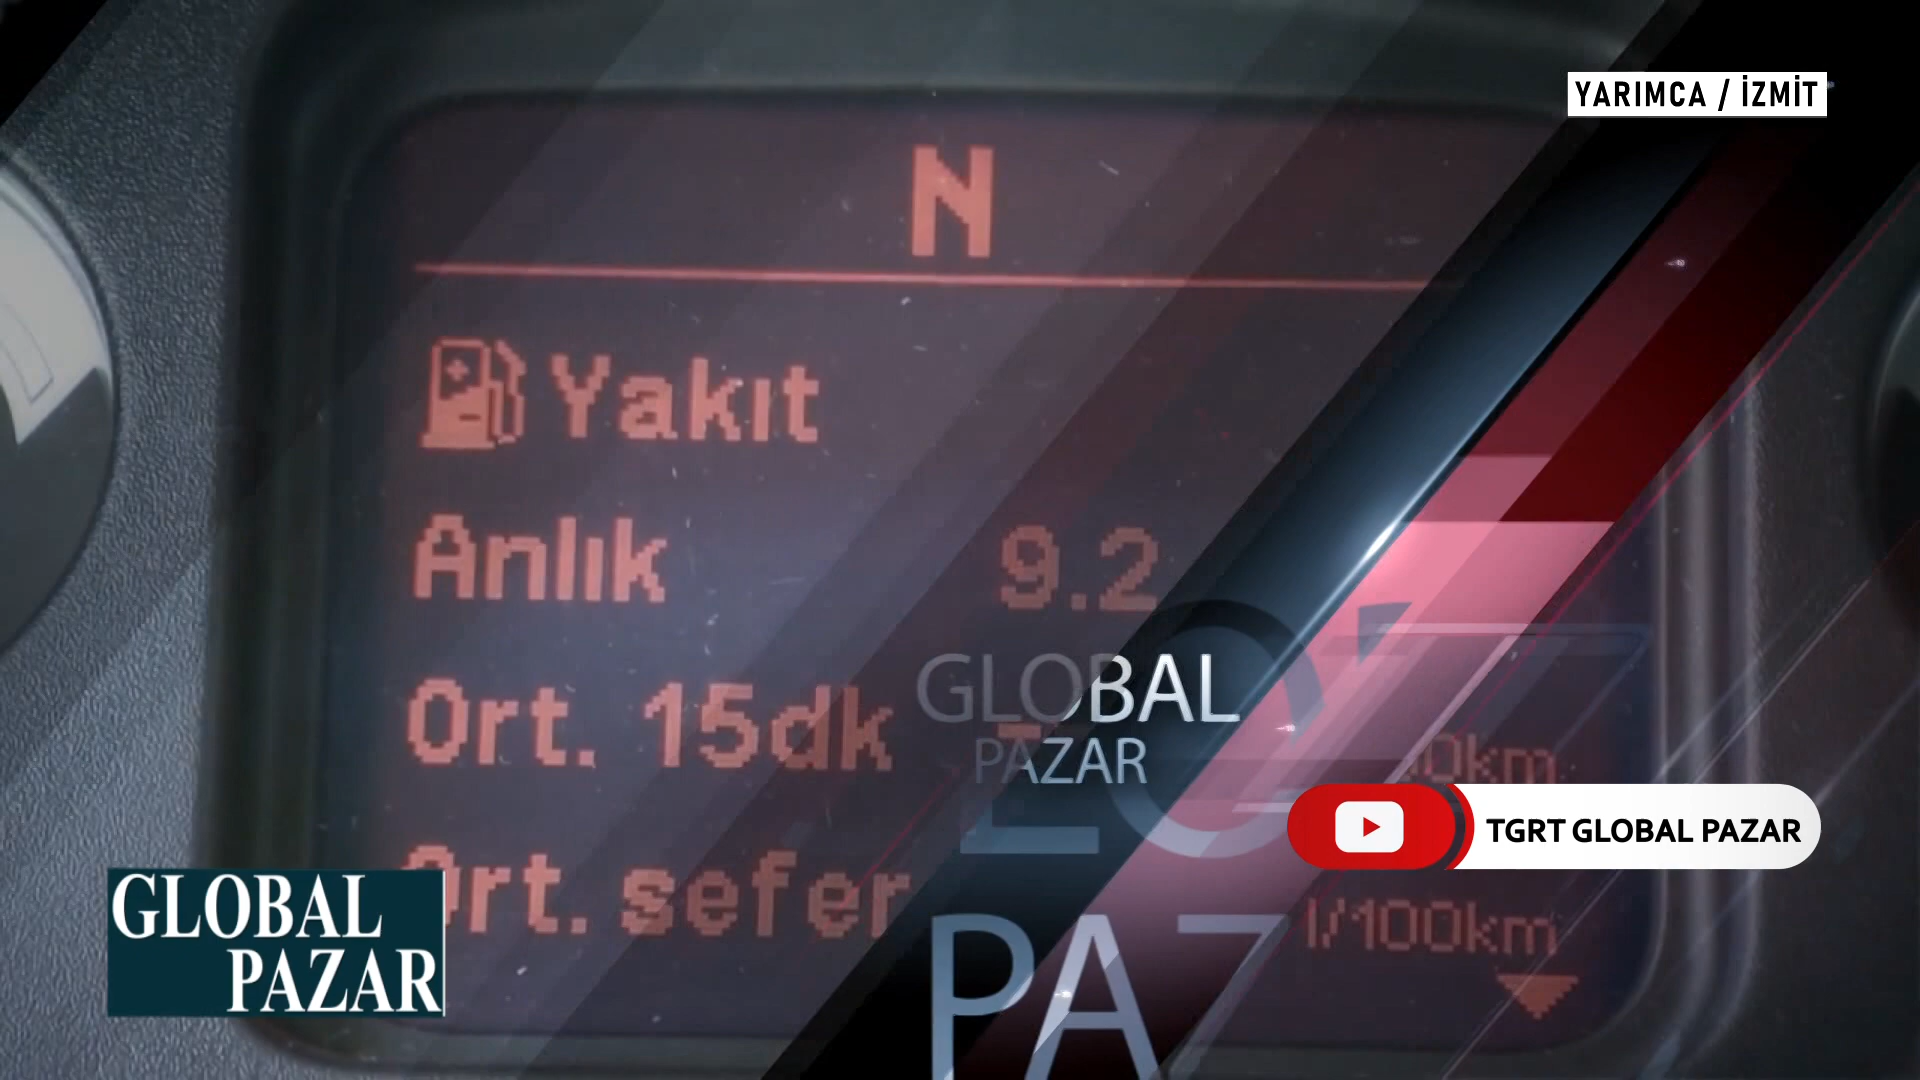 YARIMCA / İZMİT
N
Yakıt
Anlık 9.2
Ort. 15dk
GLOBAL
PAZAR
TGRT GLOBAL PAZAR
Ort. sefer l/100km
GLOBAL
PAZAR